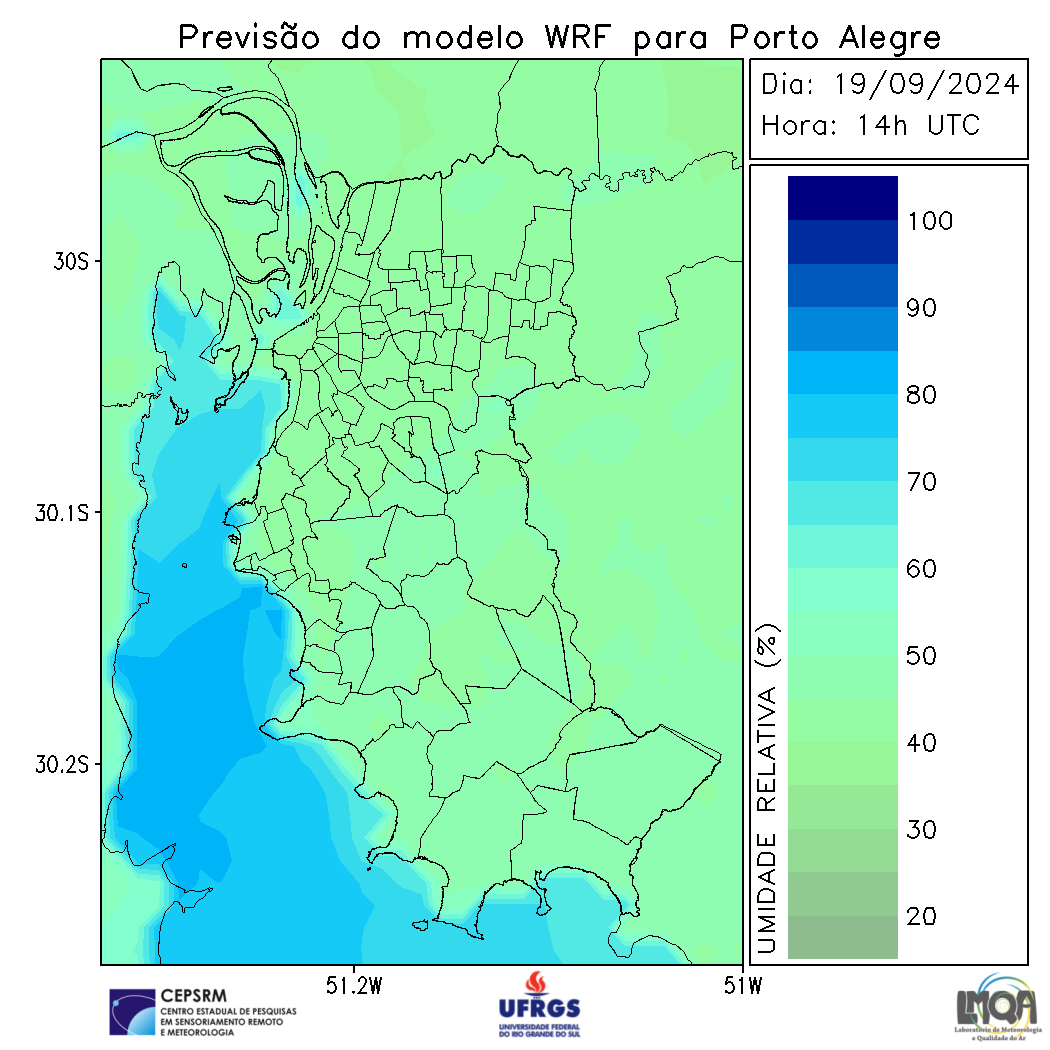 Previsão do modelo WRF para Porto Alegre
Dia: 19/09/2024
Hora: 14h UTC
30S
30.1S
30.2S
51.2W
51W
100
90
80
70
60
50
40
30
20
UMIDADE RELATIVA (%)
CEPSRM
CENTRO ESTADUAL DE PESQUISAS
EM SENSORIAMENTO REMOTO
E METEOROLOGIA
UFRGS
UNIVERSIDADE FEDERAL
DO RIO GRANDE DO SUL
LMQA
Laboratório de Meteorologia
e Qualidade do Ar